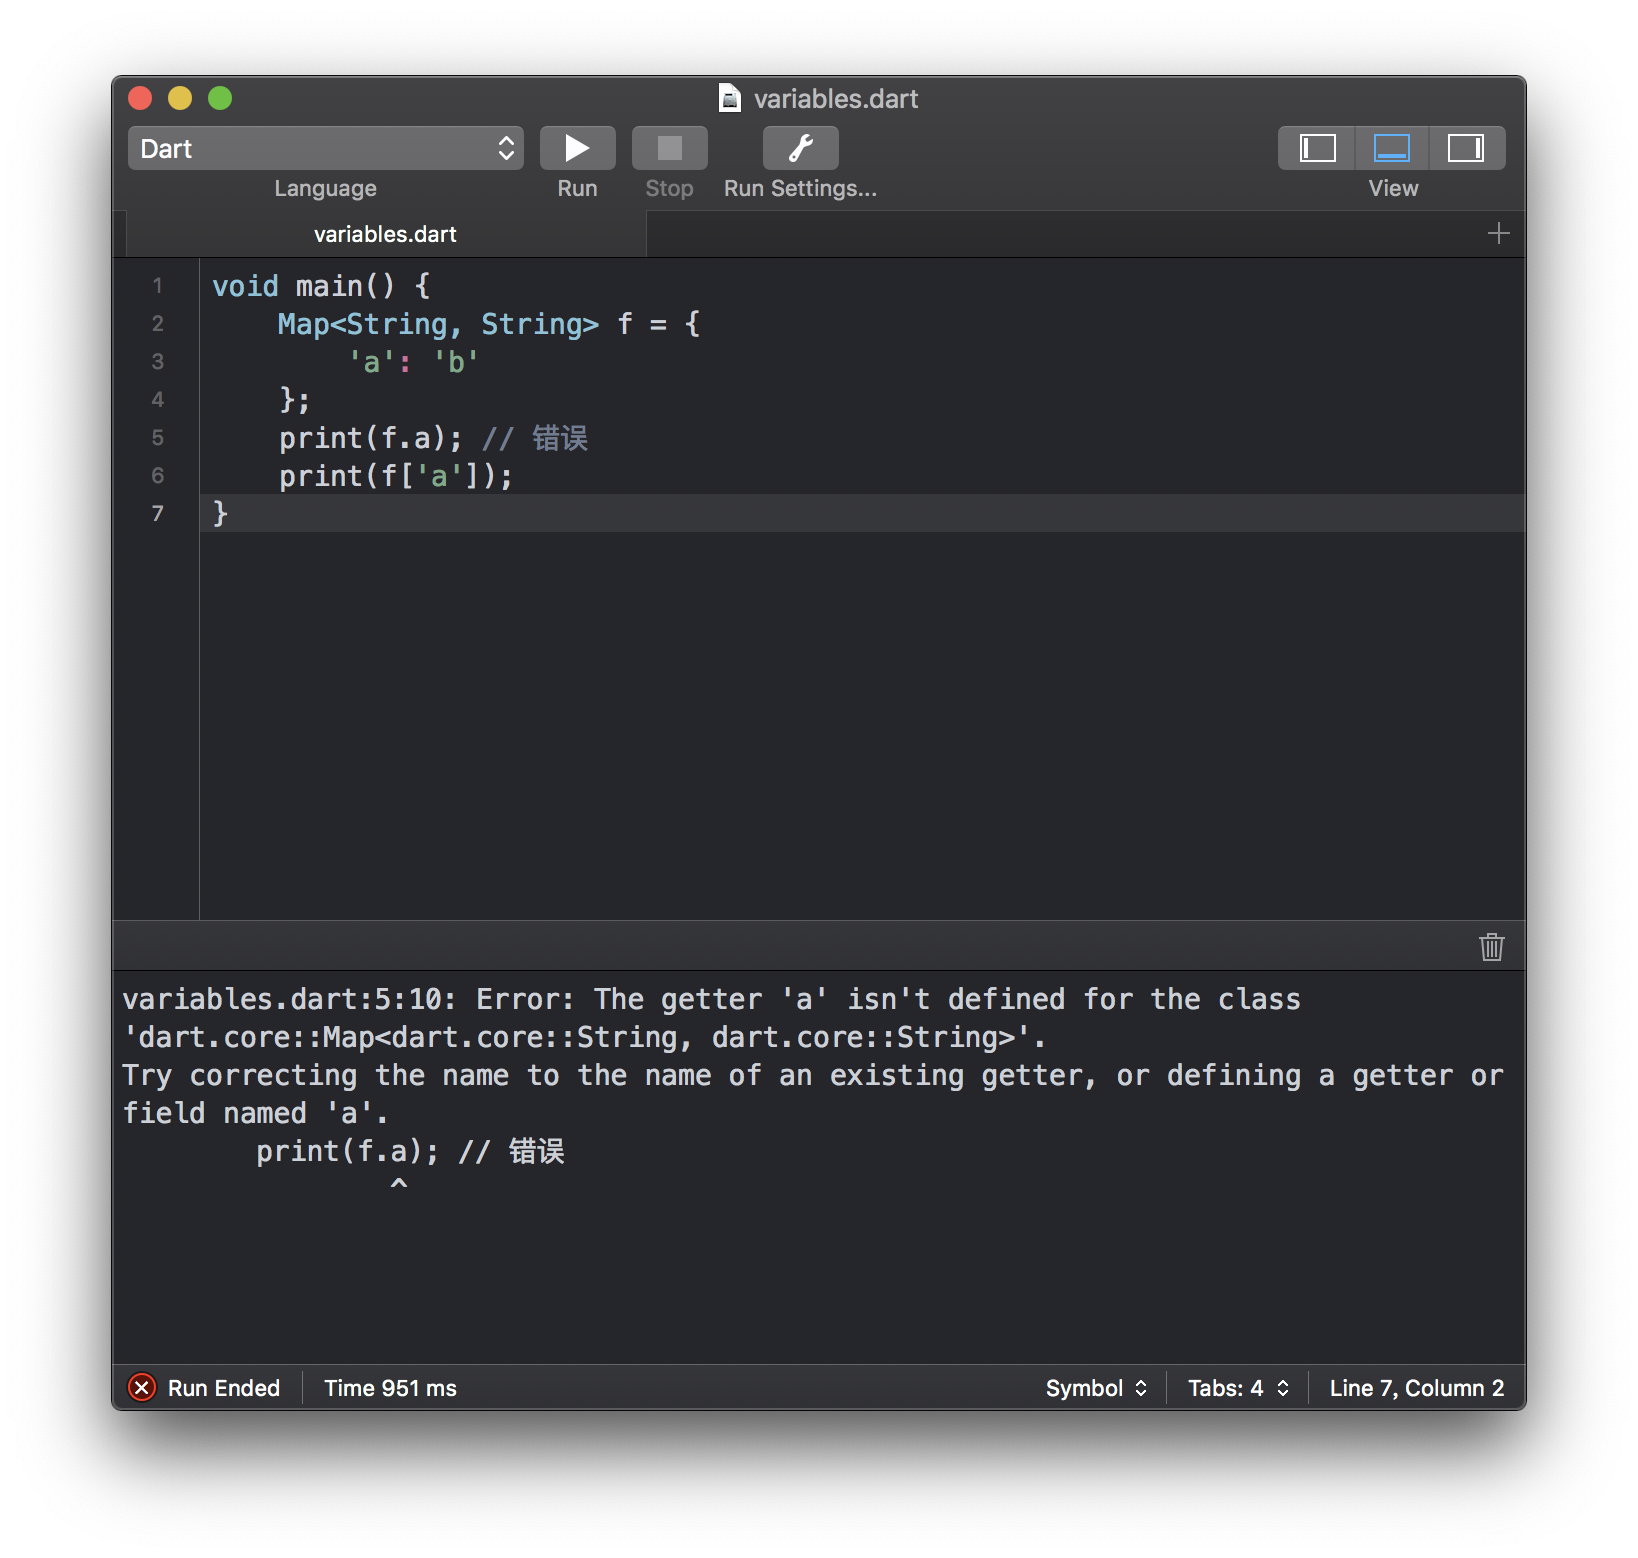 variables.dart
Dart
Language
Run
Stop
Run Settings...
View
variables.dart
1 void main() {
2     Map<String, String> f = {
3         'a': 'b'
4     };
5     print(f.a); // 错误
6     print(f['a']);
7 }
variables.dart:5:10: Error: The getter 'a' isn't defined for the class
'dart.core::Map<dart.core::String, dart.core::String>'.
Try correcting the name to the name of an existing getter, or defining a getter or
field named 'a'.
        print(f.a); // 错误
                ^
Run Ended
Time 951 ms
Symbol
Tabs: 4
Line 7, Column 2